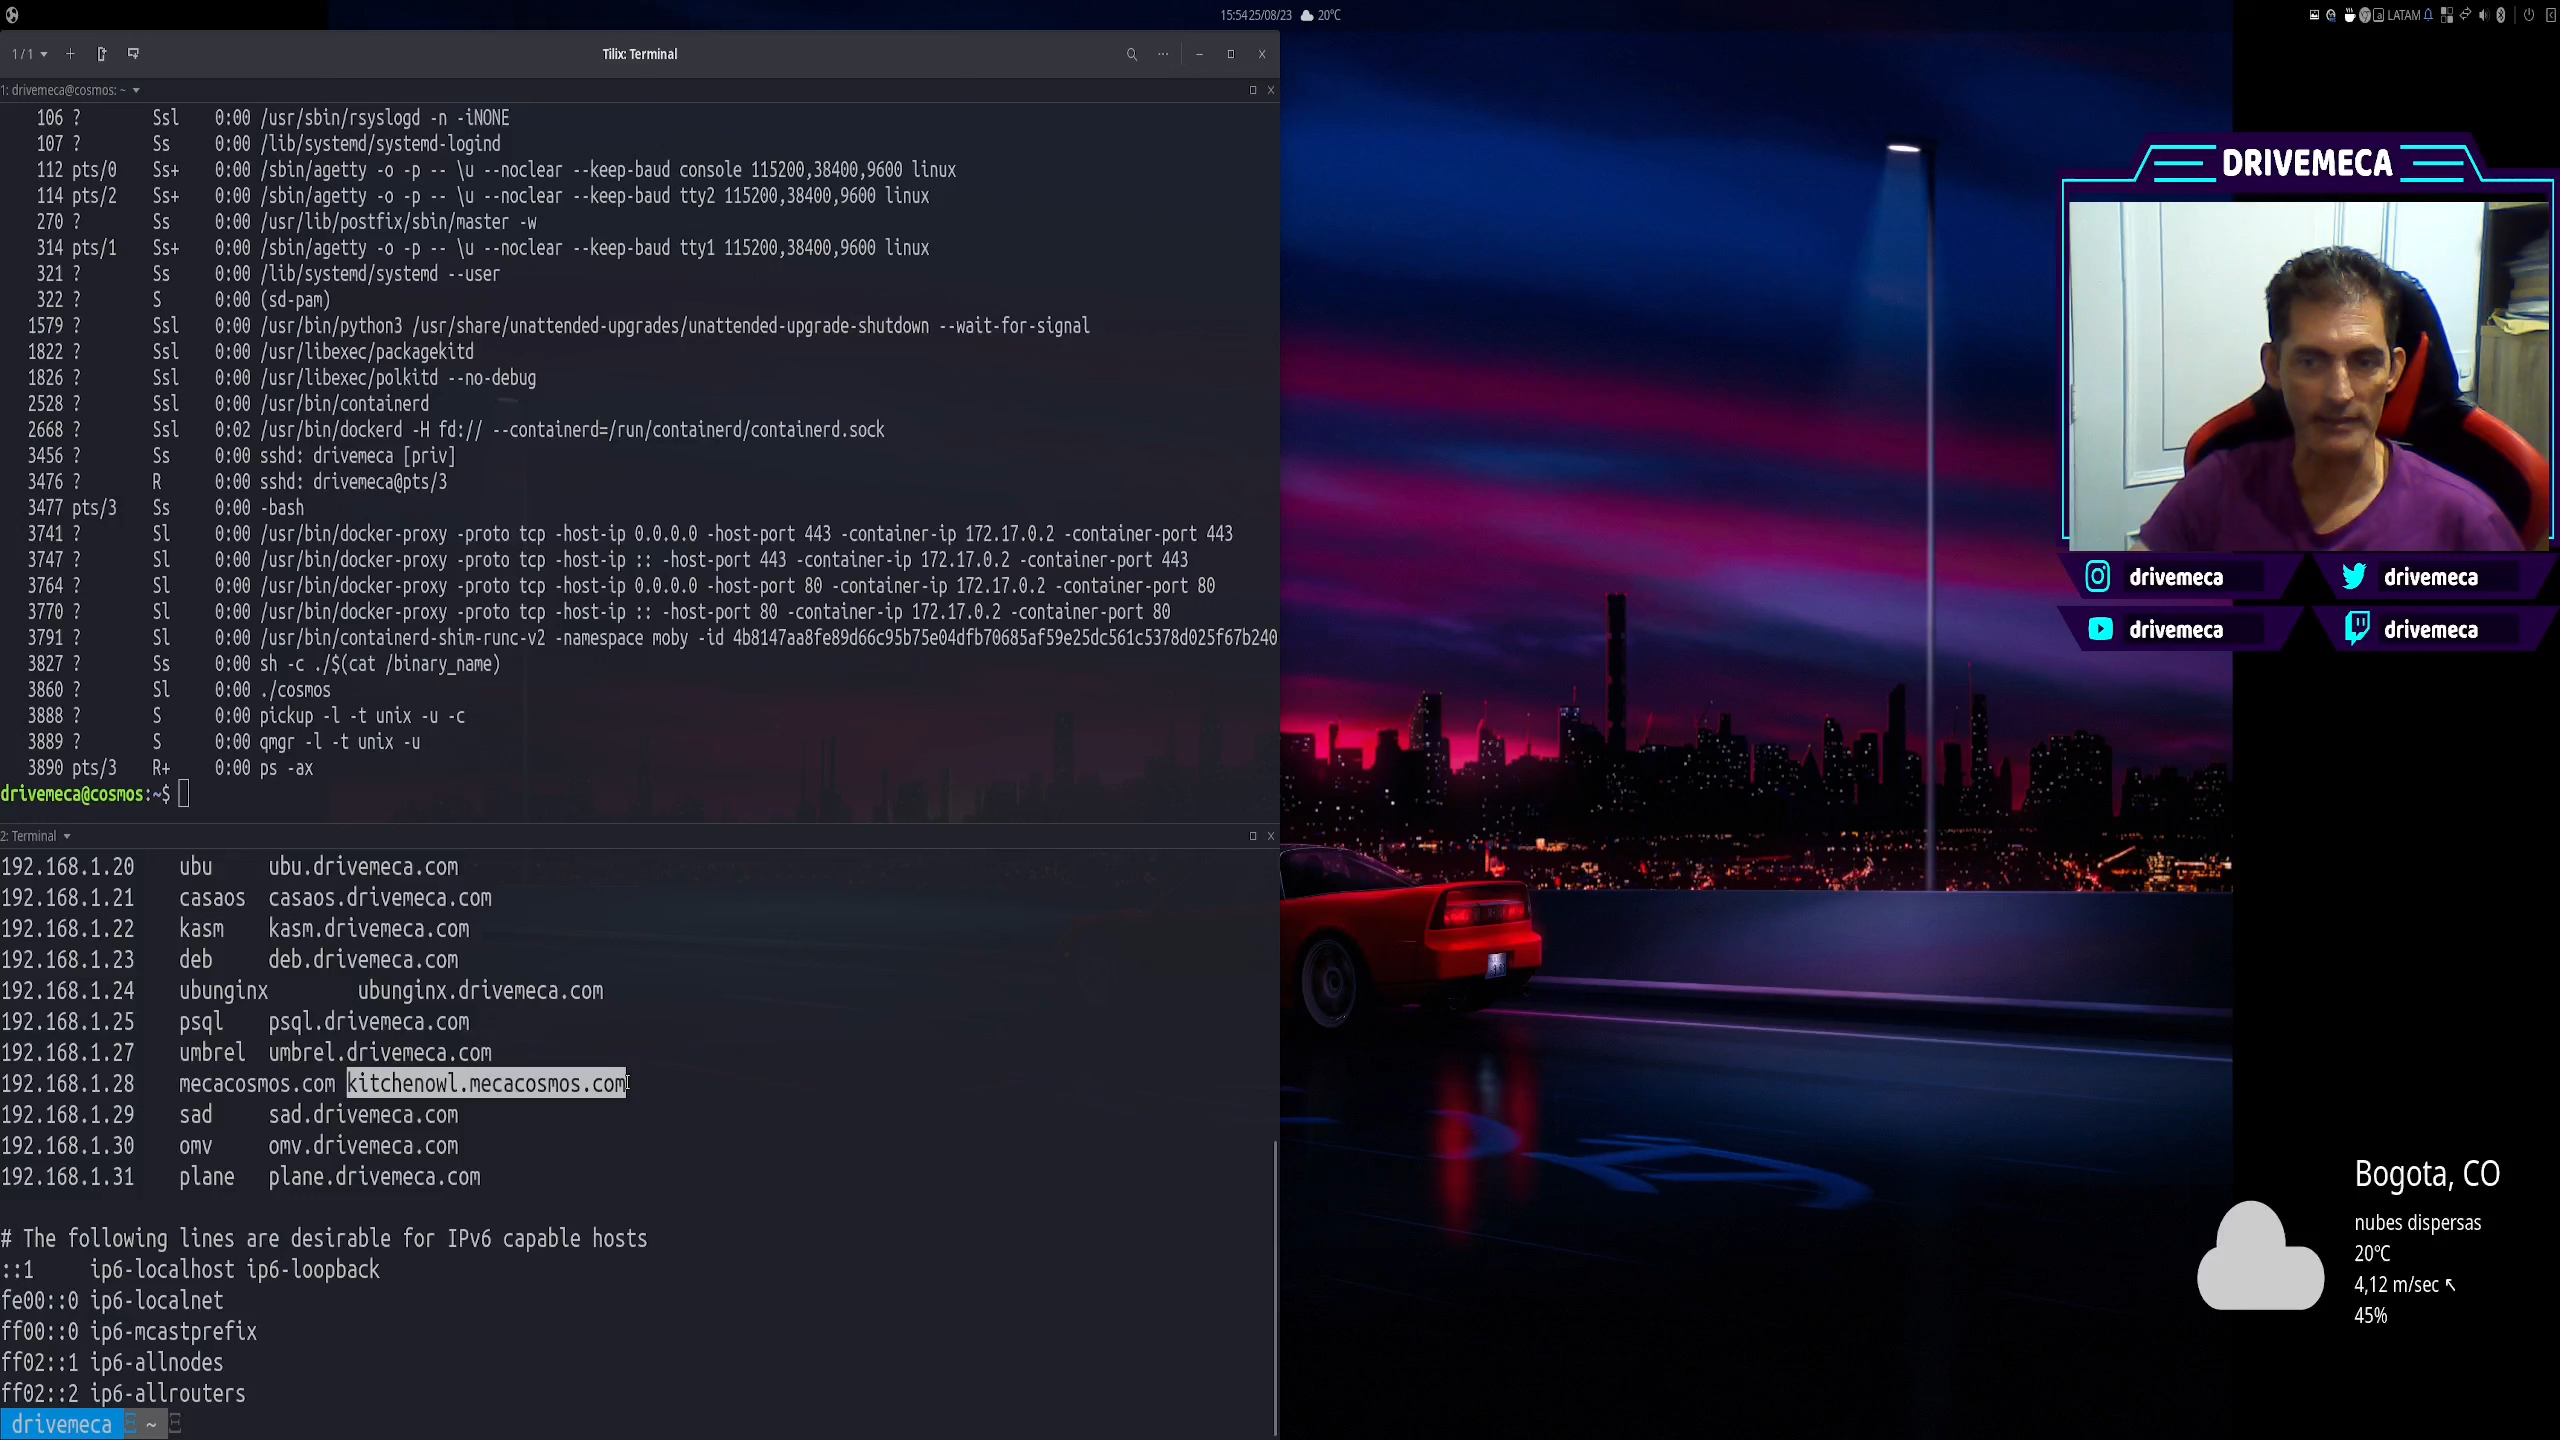 15:54 25/08/23 20°C
LATAM
1 / 1
Tilix: Terminal
1: drivemeca@cosmos: ~
106 ? Ssl 0:00 /usr/sbin/rsyslogd -n -iNONE
107 ? Ss 0:00 /lib/systemd/systemd-logind
112 pts/0 Ss+ 0:00 /sbin/agetty -o -p -- \u --noclear --keep-baud console 115200,38400,9600 linux
114 pts/2 Ss+ 0:00 /sbin/agetty -o -p -- \u --noclear --keep-baud tty2 115200,38400,9600 linux
270 ? Ss 0:00 /usr/lib/postfix/sbin/master -w
314 pts/1 Ss+ 0:00 /sbin/agetty -o -p -- \u --noclear --keep-baud tty1 115200,38400,9600 linux
321 ? Ss 0:00 /lib/systemd/systemd --user
322 ? S 0:00 (sd-pam)
1579 ? Ssl 0:00 /usr/bin/python3 /usr/share/unattended-upgrades/unattended-upgrade-shutdown --wait-for-signal
1822 ? Ssl 0:00 /usr/libexec/packagekitd
1826 ? Ssl 0:00 /usr/libexec/polkitd --no-debug
2528 ? Ssl 0:00 /usr/bin/containerd
2668 ? Ssl 0:02 /usr/bin/dockerd -H fd:// --containerd=/run/containerd/containerd.sock
3456 ? Ss 0:00 sshd: drivemeca [priv]
3476 ? R 0:00 sshd: drivemeca@pts/3
3477 pts/3 Ss 0:00 -bash
3741 ? Sl 0:00 /usr/bin/docker-proxy -proto tcp -host-ip 0.0.0.0 -host-port 443 -container-ip 172.17.0.2 -container-port 443
3747 ? Sl 0:00 /usr/bin/docker-proxy -proto tcp -host-ip :: -host-port 443 -container-ip 172.17.0.2 -container-port 443
3764 ? Sl 0:00 /usr/bin/docker-proxy -proto tcp -host-ip 0.0.0.0 -host-port 80 -container-ip 172.17.0.2 -container-port 80
3770 ? Sl 0:00 /usr/bin/docker-proxy -proto tcp -host-ip :: -host-port 80 -container-ip 172.17.0.2 -container-port 80
3791 ? Sl 0:00 /usr/bin/containerd-shim-runc-v2 -namespace moby -id 4b8147aa8fe89d66c95b75e04dfb70685af59e25dc561c5378d025f67b240
3827 ? Ss 0:00 sh -c ./$(cat /binary_name)
3860 ? Sl 0:00 ./cosmos
3888 ? S 0:00 pickup -l -t unix -u -c
3889 ? S 0:00 qmgr -l -t unix -u
3890 pts/3 R+ 0:00 ps -ax
drivemeca@cosmos:~$
2: Terminal
192.168.1.20 ubu ubu.drivemeca.com
192.168.1.21 casaos casaos.drivemeca.com
192.168.1.22 kasm kasm.drivemeca.com
192.168.1.23 deb deb.drivemeca.com
192.168.1.24 ubunginx ubunginx.drivemeca.com
192.168.1.25 psql psql.drivemeca.com
192.168.1.27 umbrel umbrel.drivemeca.com
192.168.1.28 mecacosmos.com kitchenowl.mecacosmos.com
192.168.1.29 sad sad.drivemeca.com
192.168.1.30 omv omv.drivemeca.com
192.168.1.31 plane plane.drivemeca.com
# The following lines are desirable for IPv6 capable hosts
::1 ip6-localhost ip6-loopback
fe00::0 ip6-localnet
ff00::0 ip6-mcastprefix
ff02::1 ip6-allnodes
ff02::2 ip6-allrouters
drivemeca ~
DRIVEMECA
drivemeca drivemeca
drivemeca drivemeca
Bogota, CO
nubes dispersas
20°C
4,12 m/sec ↖
45%